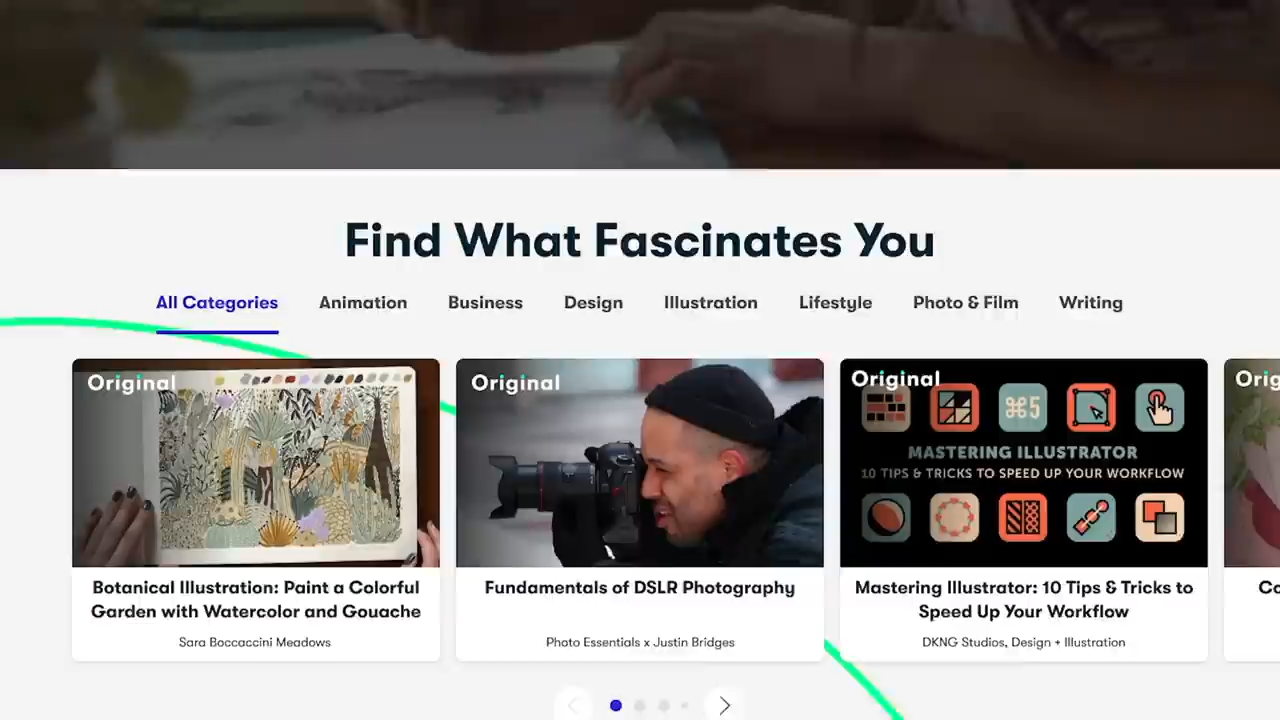 Find What Fascinates You
All Categories Animation Business Design Illustration Lifestyle Photo & Film Writing
Original
Original
Original
⌘5
MASTERING ILLUSTRATOR
10 TIPS & TRICKS TO SPEED UP YOUR WORKFLOW
Botanical Illustration: Paint a Colorful
Garden with Watercolor and Gouache
Sara Boccaccini Meadows
Fundamentals of DSLR Photography
Photo Essentials x Justin Bridges
Mastering Illustrator: 10 Tips & Tricks to
Speed Up Your Workflow
DKNG Studios, Design + Illustration